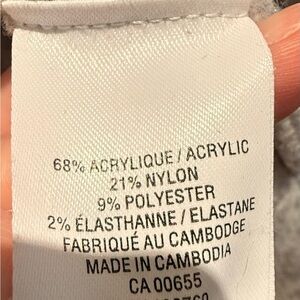 68% ACRYLIQUE / ACRYLIC
21% NYLON
9% POLYESTER
2% ÉLASTHANNE / ELASTANE
FABRIQUÉ AU CAMBODGE
MADE IN CAMBODIA
CA 00655